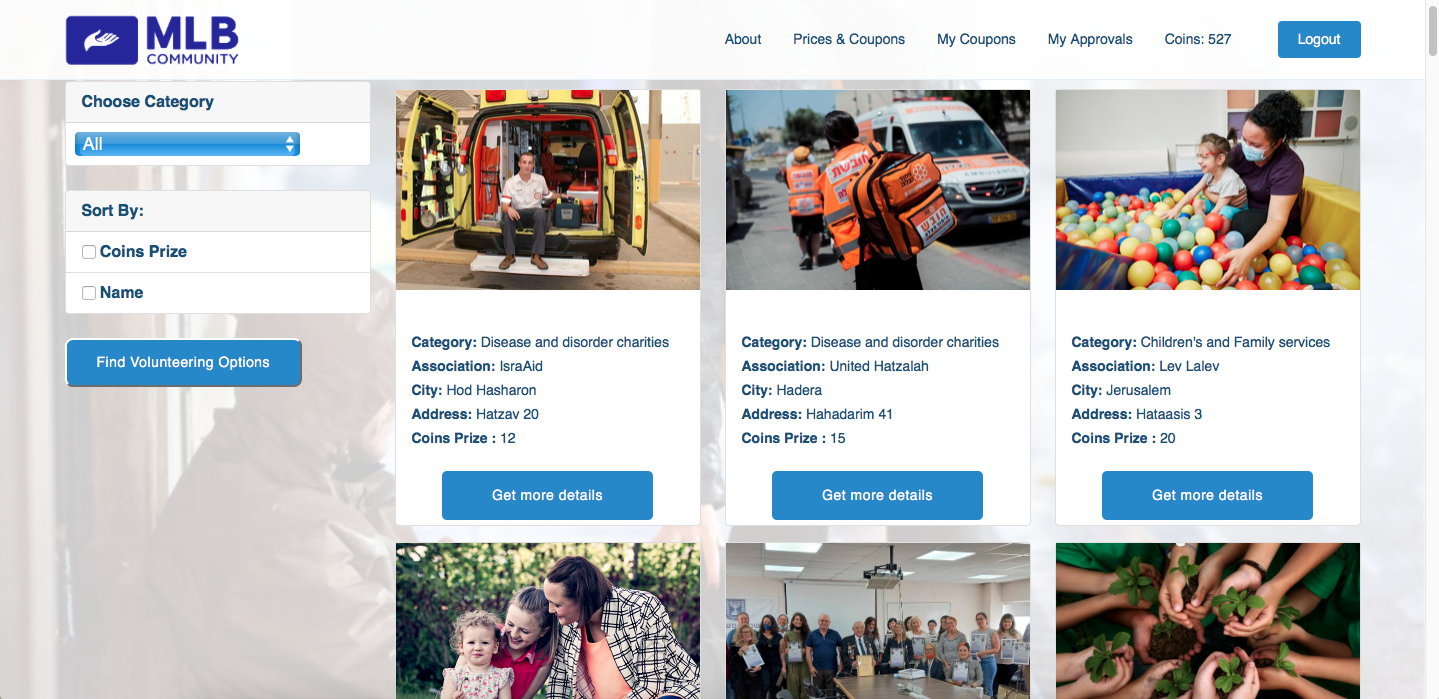 MLB
COMMUNITY
About
Prices & Coupons
My Coupons
My Approvals
Coins: 527
Logout
Choose Category
All
Sort By:
Coins Prize
Name
Find Volunteering Options
Category: Disease and disorder charities
Association: IsraAid
City: Hod Hasharon
Address: Hatzav 20
Coins Prize : 12
Get more details
AMBULANCE
Category: Disease and disorder charities
Association: United Hatzalah
City: Hadera
Address: Hahadarim 41
Coins Prize : 15
Get more details
Category: Children's and Family services
Association: Lev Lalev
City: Jerusalem
Address: Hataasis 3
Coins Prize : 20
Get more details